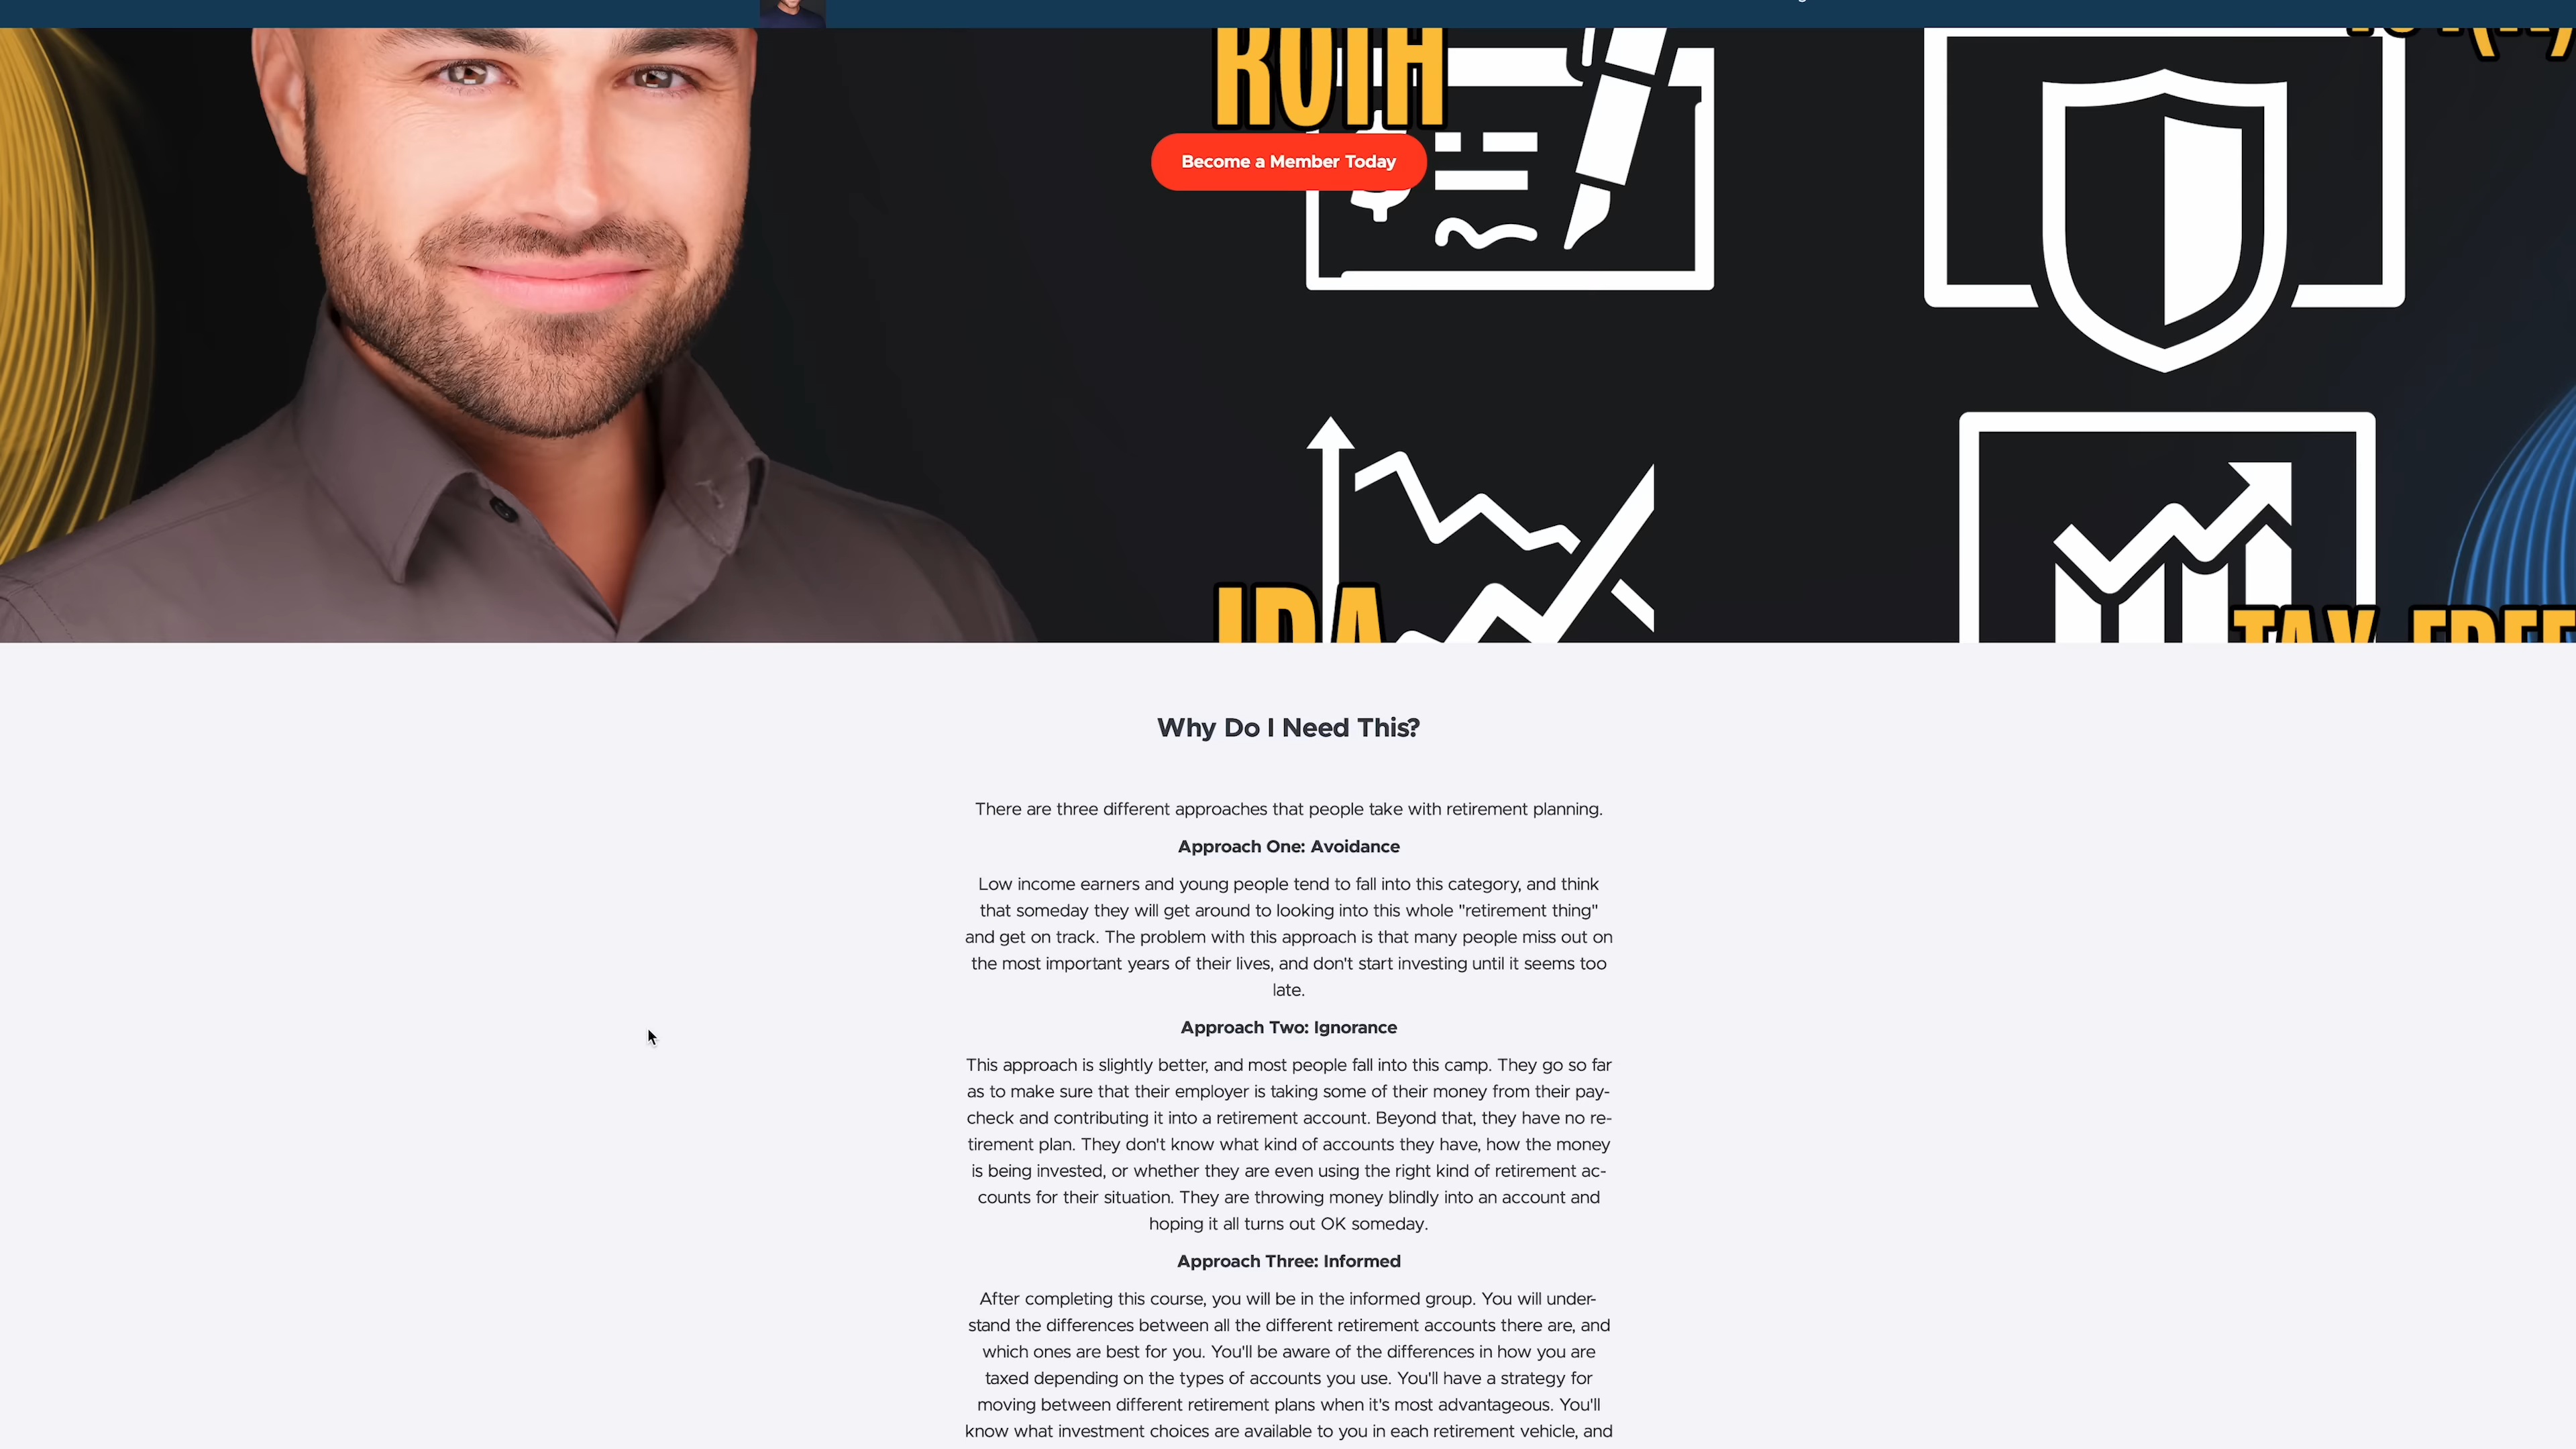 ROTH
Become a Member Today
IRA
TAX FREE
Why Do I Need This?
There are three different approaches that people take with retirement planning.
Approach One: Avoidance
Low income earners and young people tend to fall into this category, and think
that someday they will get around to looking into this whole "retirement thing"
and get on track. The problem with this approach is that many people miss out on
the most important years of their lives, and don't start investing until it seems too
late.
Approach Two: Ignorance
This approach is slightly better, and most people fall into this camp. They go so far
as to make sure that their employer is taking some of their money from their pay-
check and contributing it into a retirement account. Beyond that, they have no re-
tirement plan. They don't know what kind of accounts they have, how the money
is being invested, or whether they are even using the right kind of retirement ac-
counts for their situation. They are throwing money blindly into an account and
hoping it all turns out OK someday.
Approach Three: Informed
After completing this course, you will be in the informed group. You will under-
stand the differences between all the different retirement accounts there are, and
which ones are best for you. You'll be aware of the differences in how you are
taxed depending on the types of accounts you use. You'll have a strategy for
moving between different retirement plans when it's most advantageous. You'll
know what investment choices are available to you in each retirement vehicle, and